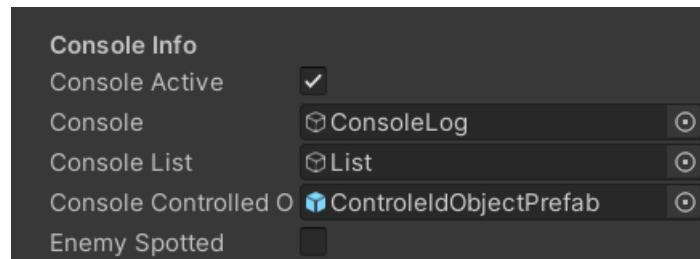 Console Info
Console Active
Console ConsoleLog
Console List List
Console Controlled O ControleldObjectPrefab
Enemy Spotted